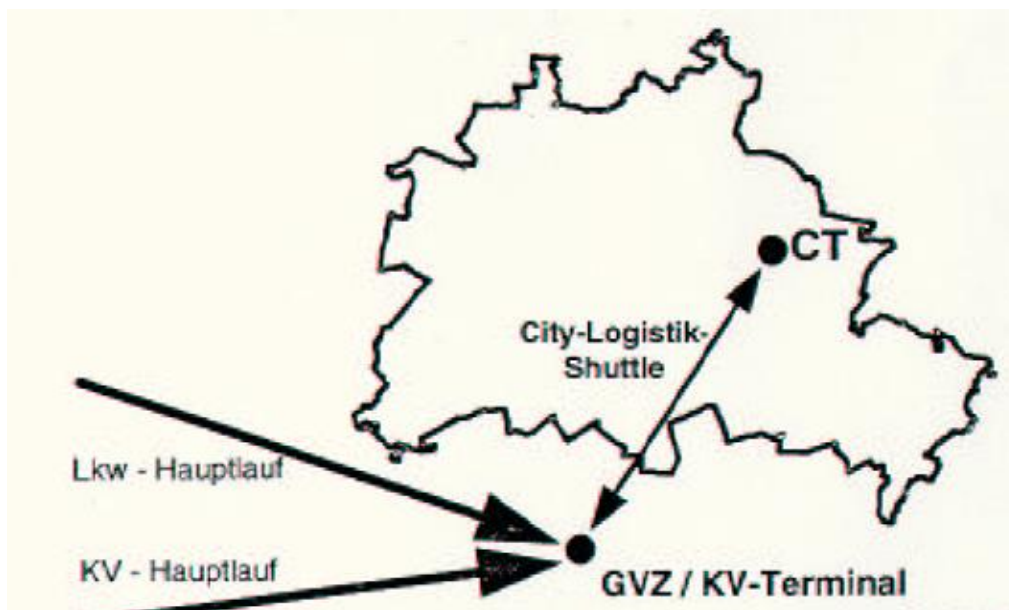 CT
City-Logistik-
Shuttle
Lkw - Hauptlauf
KV - Hauptlauf
GVZ / KV-Terminal